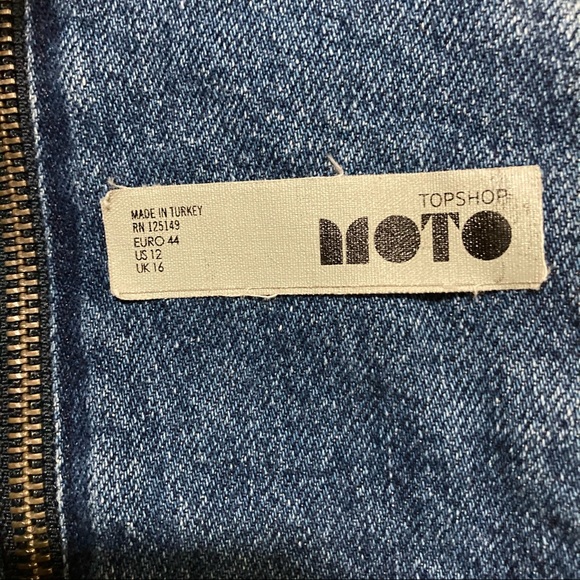 MADE IN TURKEY
RN 125149
EURO 44
US 12
UK 16
TOPSHOP
MOTO